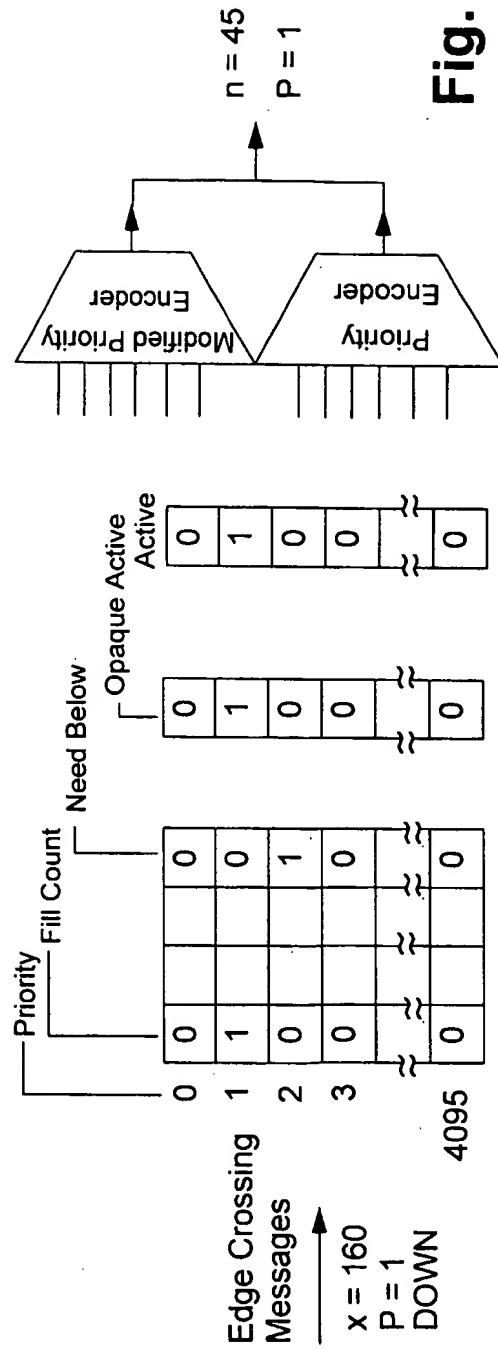 Priority
Fill Count
Need Below
Opaque Active
Active
Edge Crossing
Messages
x = 160
P = 1
DOWN
0 0 0 0 0
1 1 0 1 1
2 0 1 0 0
3 0 0 0 0
4095 0 0 0 0
Modified Priority
Encoder
Priority
Encoder
n = 45
P = 1
Fig.